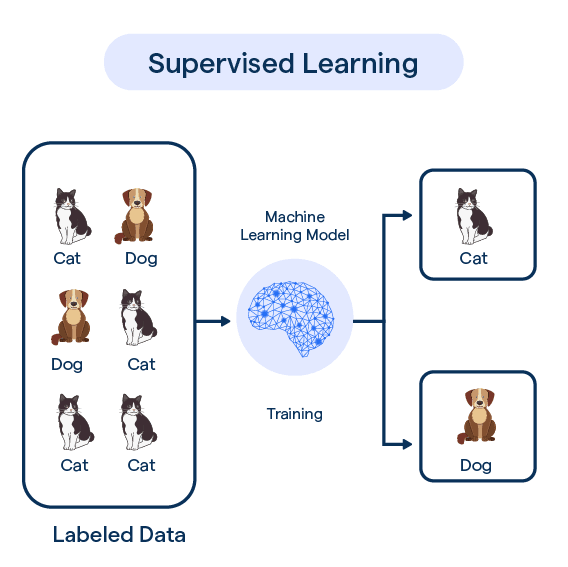 Supervised Learning
Cat
Dog
Dog
Cat
Cat
Cat
Labeled Data
Machine
Learning Model
Training
Cat
Dog